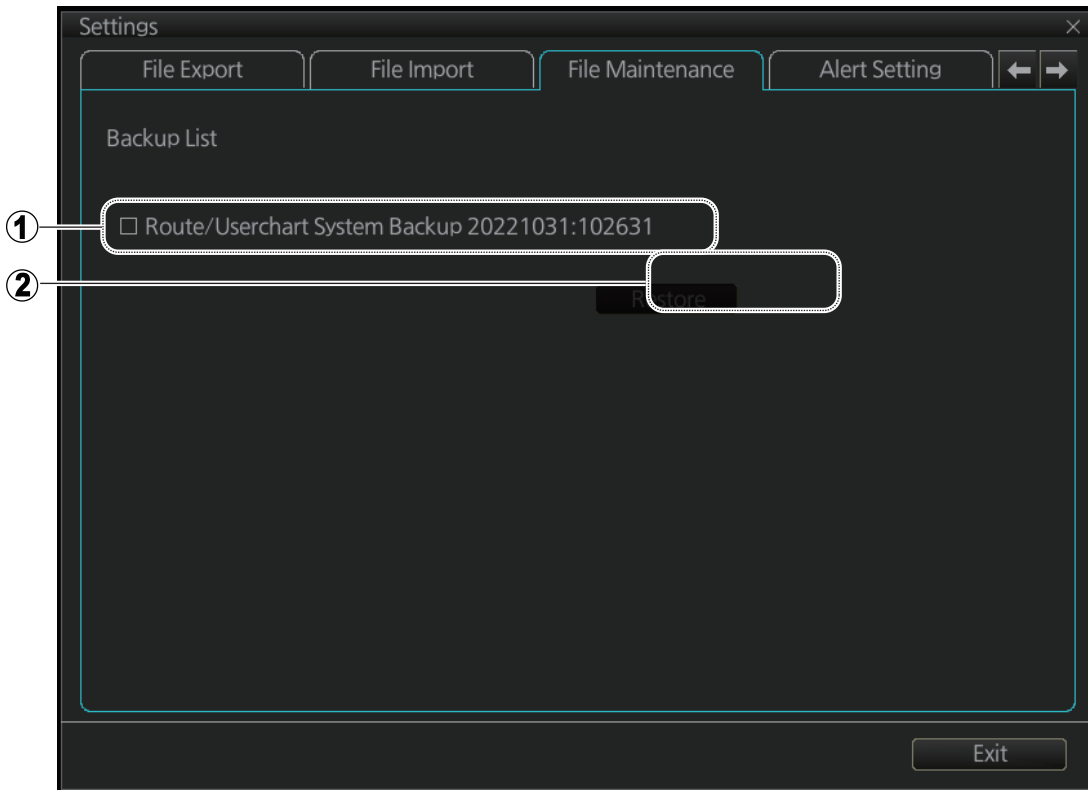 Settings
File Export File Import File Maintenance Alert Setting
Backup List
1 □ Route/Userchart System Backup 20221031:102631
2
Restore
Exit